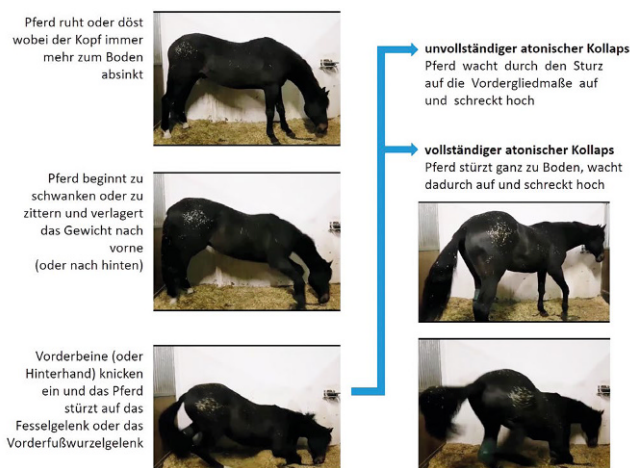 Pferd ruht oder döst
wobei der Kopf immer
mehr zum Boden
absinkt
Pferd beginnt zu
schwanken oder zu
zittern und verlagert
das Gewicht nach
vorne
(oder nach hinten)
Vorderbeine (oder
Hinterhand) knicken
ein und das Pferd
stürzt auf das
Fesselgelenk oder das
Vorderfußwurzelgelenk
unvollständiger atonischer Kollaps
Pferd wacht durch den Sturz
auf die Vordergliedmaße auf
und schreckt hoch
vollständiger atonischer Kollaps
Pferd stürzt ganz zu Boden, wacht
dadurch auf und schreckt hoch